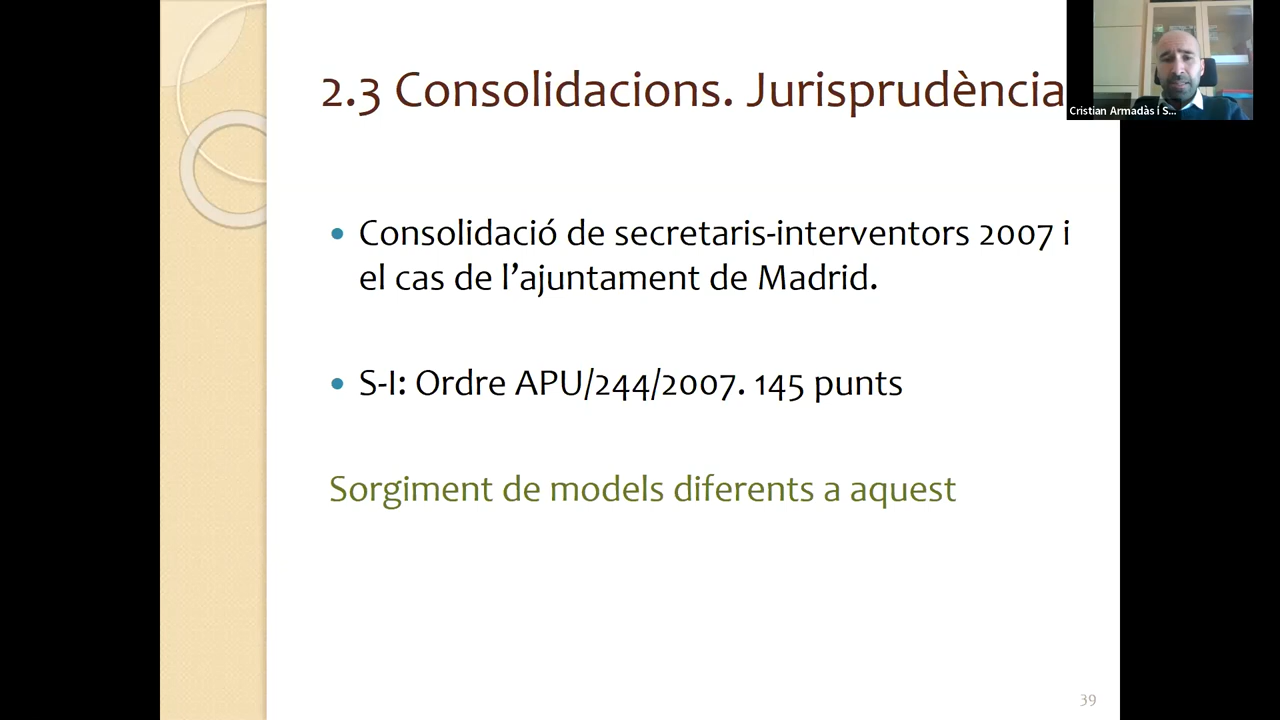 2.3 Consolidacions. Jurisprudència
Cristian Armadàs i S...
• Consolidació de secretaris-interventors 2007 i
el cas de l’ajuntament de Madrid.
• S-I: Ordre APU/244/2007. 145 punts
Sorgiment de models diferents a aquest
39